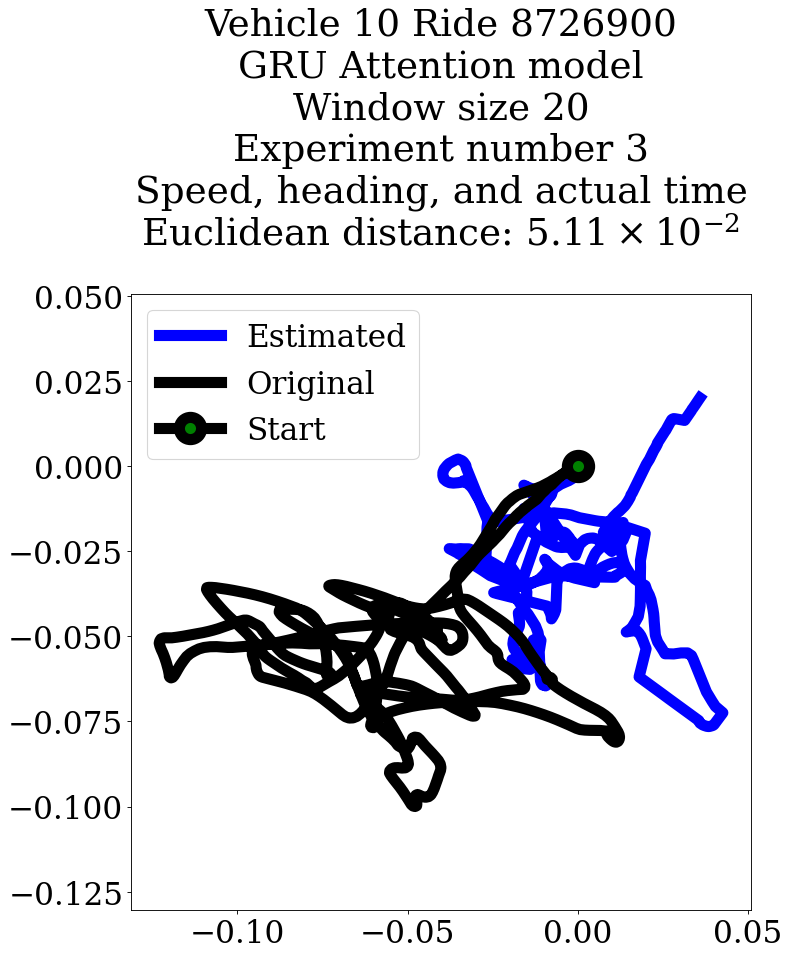 Vehicle 10 Ride 8726900
GRU Attention model
Window size 20
Experiment number 3
Speed, heading, and actual time
Euclidean distance: 5.11 × 10⁻²
Estimated
Original
Start
0.050
0.025
0.000
−0.025
−0.050
−0.075
−0.100
−0.125
−0.10
−0.05
0.00
0.05